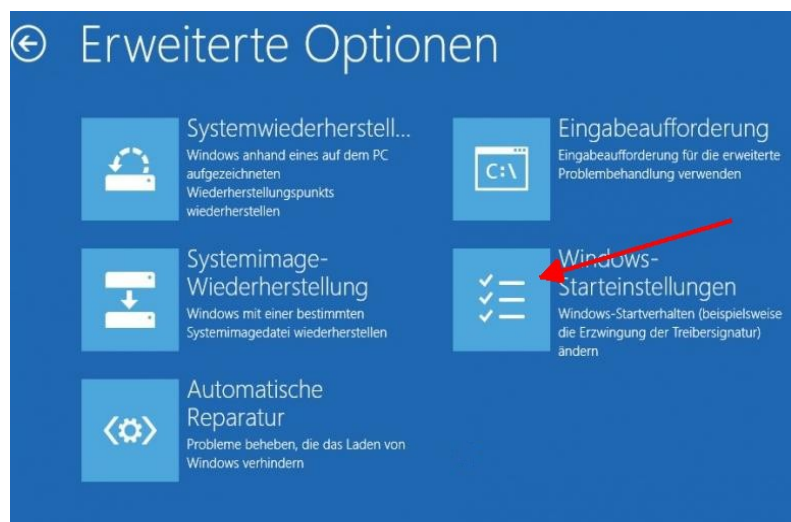 Erweiterte Optionen
Systemwiederherstell...
Windows anhand eines auf dem PC
aufgezeichneten
Wiederherstellungspunkts
wiederherstellen
Systemimage-
Wiederherstellung
Windows mit einer bestimmten
Systemimagedatei wiederherstellen
Automatische
Reparatur
Probleme beheben, die das Laden von
Windows verhindern
C:\
Eingabeaufforderung
Eingabeaufforderung für die erweiterte
Problembehandlung verwenden
Windows-
Starteinstellungen
Windows-Startverhalten (beispielsweise
die Erzwingung der Treibersignatur)
ändern